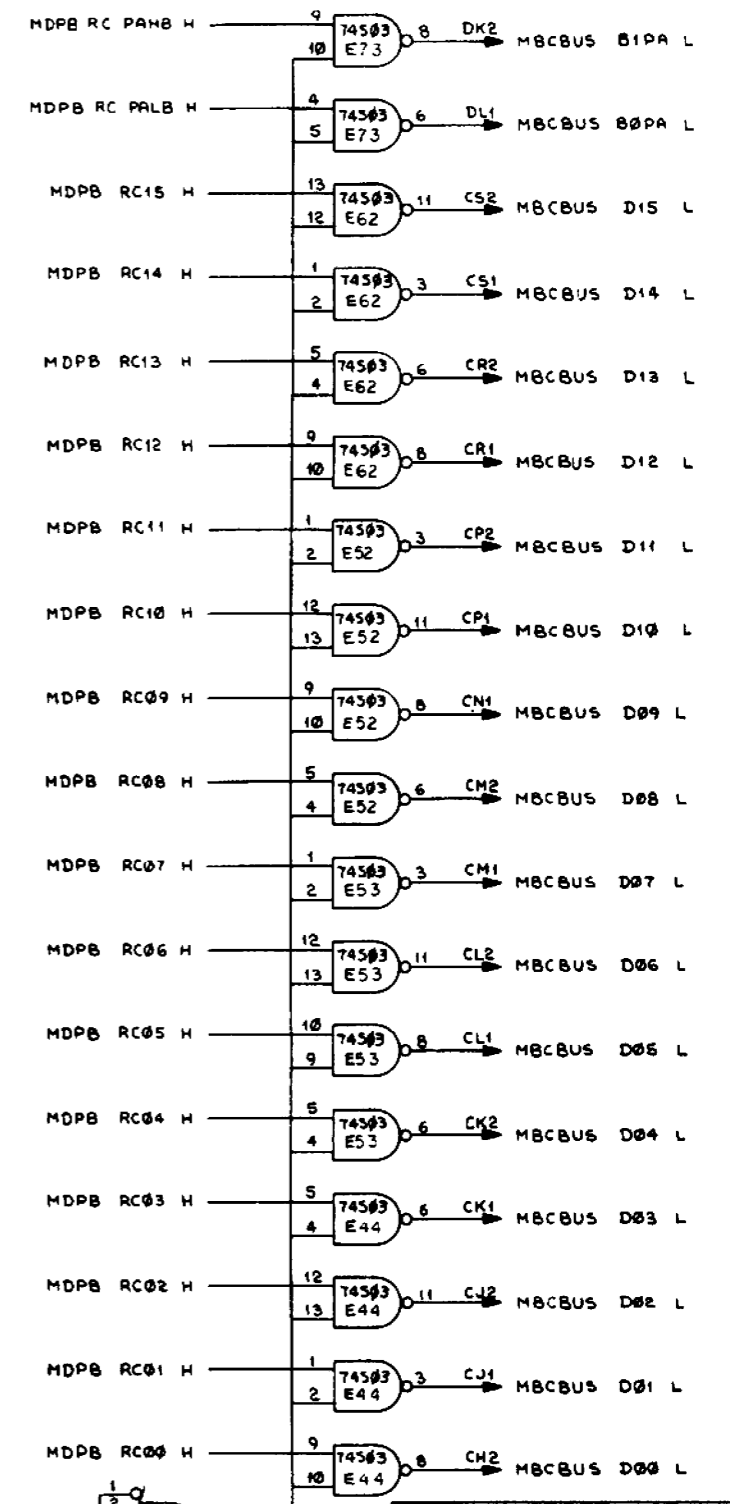 9
MDPB RC PAHB H 74S03 8 DK2 MBCBUS B1PA L
10 E73
4
MDPB RC PALB H 74S03 6 DL1 MBCBUS B0PA L
5 E73
13
MDPB RC15 H 74S03 11 CS2 MBCBUS D15 L
12 E62
1
MDPB RC14 H 74S03 3 CS1 MBCBUS D14 L
2 E62
5
MDPB RC13 H 74S03 6 CR2 MBCBUS D13 L
4 E62
9
MDPB RC12 H 74S03 8 CR1 MBCBUS D12 L
10 E62
1
MDPB RC11 H 74S03 3 CP2 MBCBUS D11 L
2 E52
12
MDPB RC10 H 74S03 11 CP1 MBCBUS D10 L
13 E52
9
MDPB RC09 H 74S03 8 CN1 MBCBUS D09 L
10 E52
5
MDPB RC08 H 74S03 6 CM2 MBCBUS D08 L
4 E52
1
MDPB RC07 H 74S03 3 CM1 MBCBUS D07 L
2 E53
12
MDPB RC06 H 74S03 11 CL2 MBCBUS D06 L
13 E53
10
MDPB RC05 H 74S03 8 CL1 MBCBUS D05 L
9 E53
5
MDPB RC04 H 74S03 6 CK2 MBCBUS D04 L
4 E53
5
MDPB RC03 H 74S03 6 CK1 MBCBUS D03 L
4 E44
12
MDPB RC02 H 74S03 11 CJ2 MBCBUS D02 L
13 E44
1
MDPB RC01 H 74S03 3 CJ1 MBCBUS D01 L
2 E44
9
MDPB RC00 H 74S03 8 CH2 MBCBUS D00 L
10 E44
1